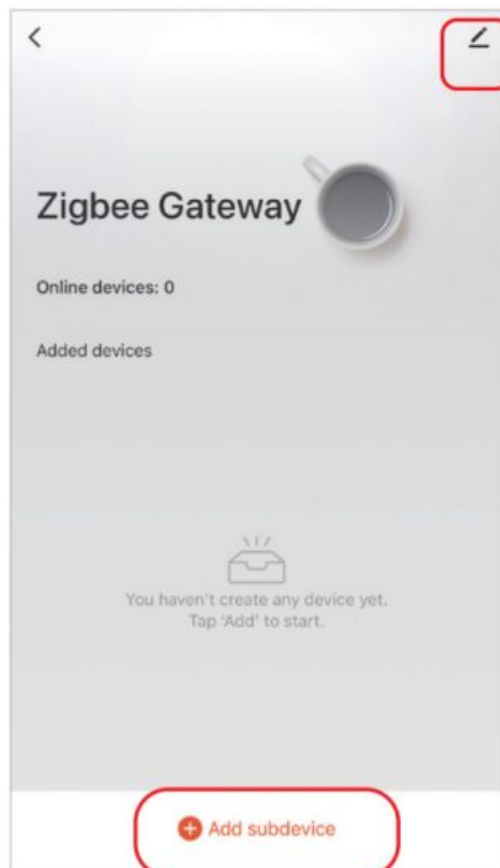 Zigbee Gateway
Online devices: 0
Added devices
You haven't create any device yet.
Tap 'Add' to start.
Add subdevice